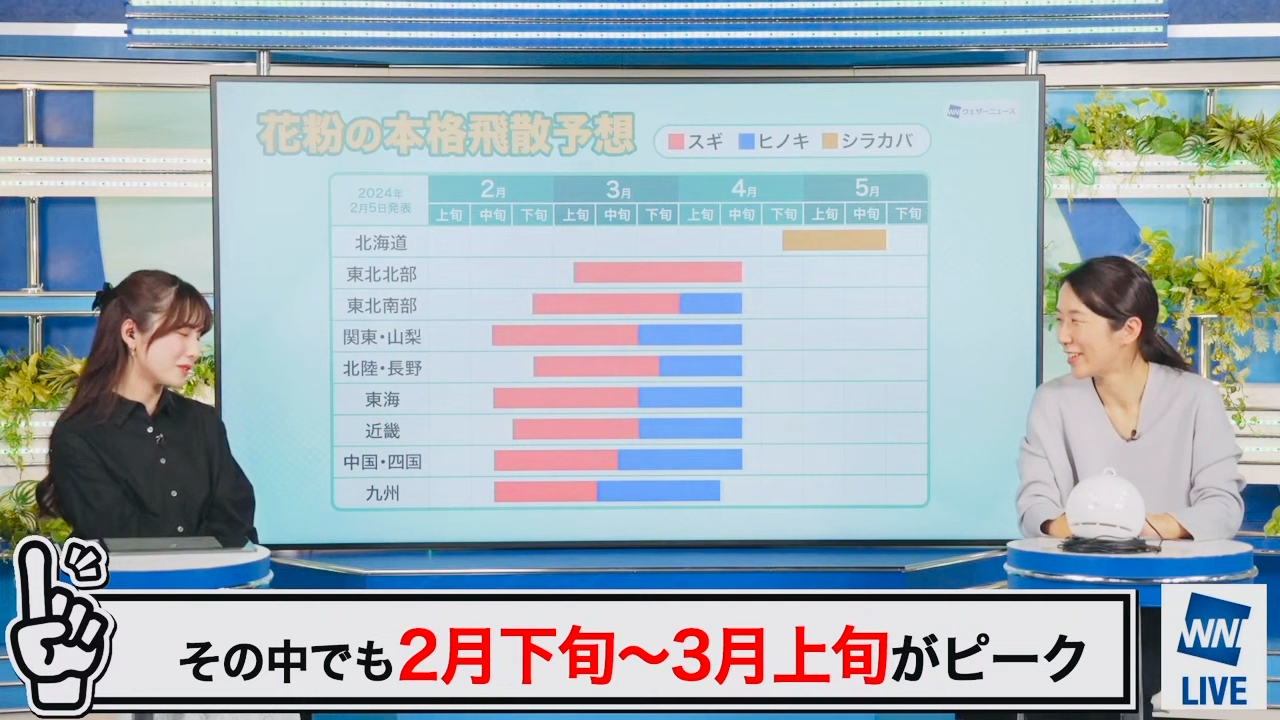 花粉の本格飛散予想
スギ ヒノキ シラカバ
WN ウェザーニュース
2024年
2月5日発表
2月 3月 4月 5月
上旬 中旬 下旬 上旬 中旬 下旬 上旬 中旬 下旬 上旬 中旬 下旬
北海道
東北北部
東北南部
関東・山梨
北陸・長野
東海
近畿
中国・四国
九州
その中でも2月下旬〜3月上旬がピーク
WN
LIVE